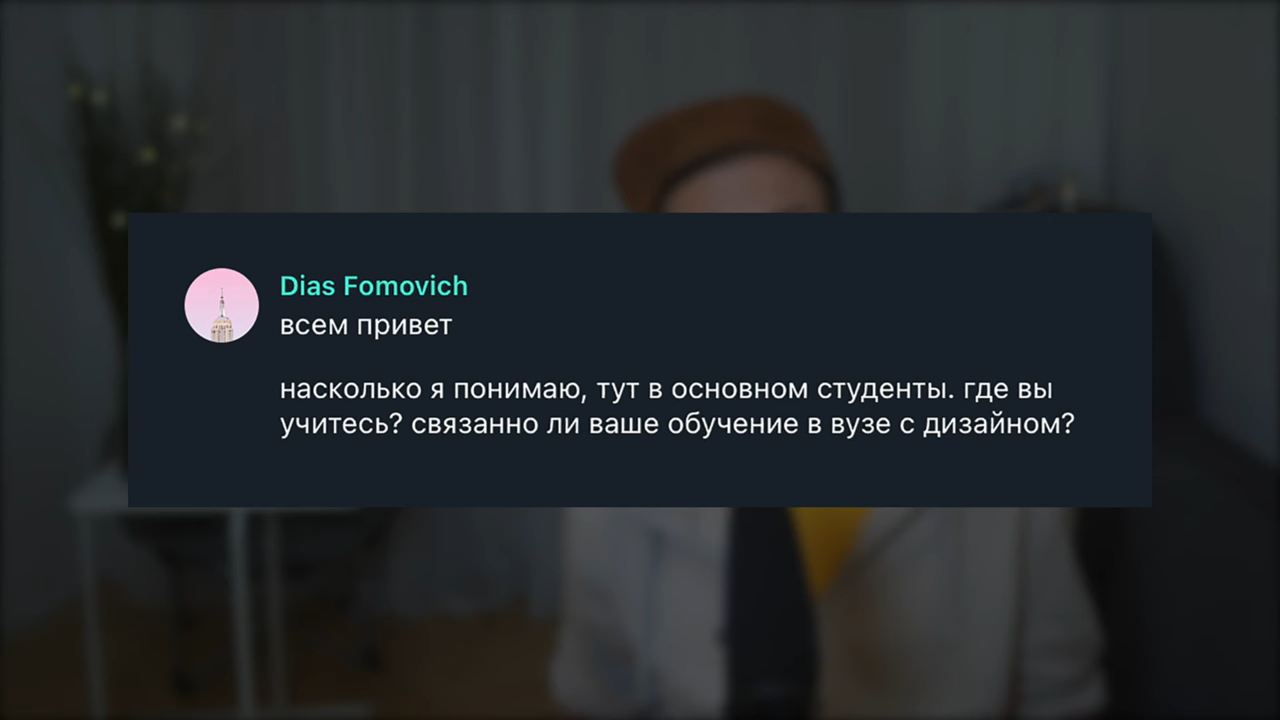 Dias Fomovich
всем привет
насколько я понимаю, тут в основном студенты. где вы
учитесь? связанно ли ваше обучение в вузе с дизайном?